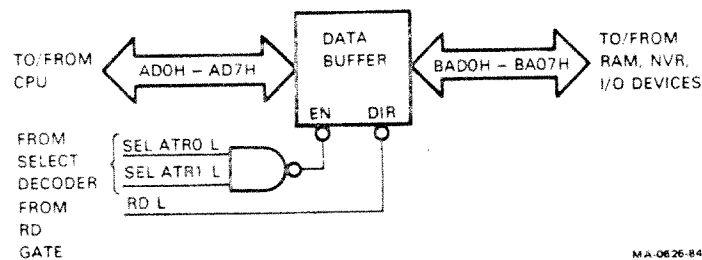 DATA
BUFFER
TO/FROM
CPU
AD0H – AD7H
BAD0H – BA07H
TO/FROM
RAM, NVR,
I/O DEVICES
EN DIR
FROM
SELECT
DECODER
SEL ATR0 L
SEL ATR1 L
FROM
RD
GATE
RD L
MA-0626-84